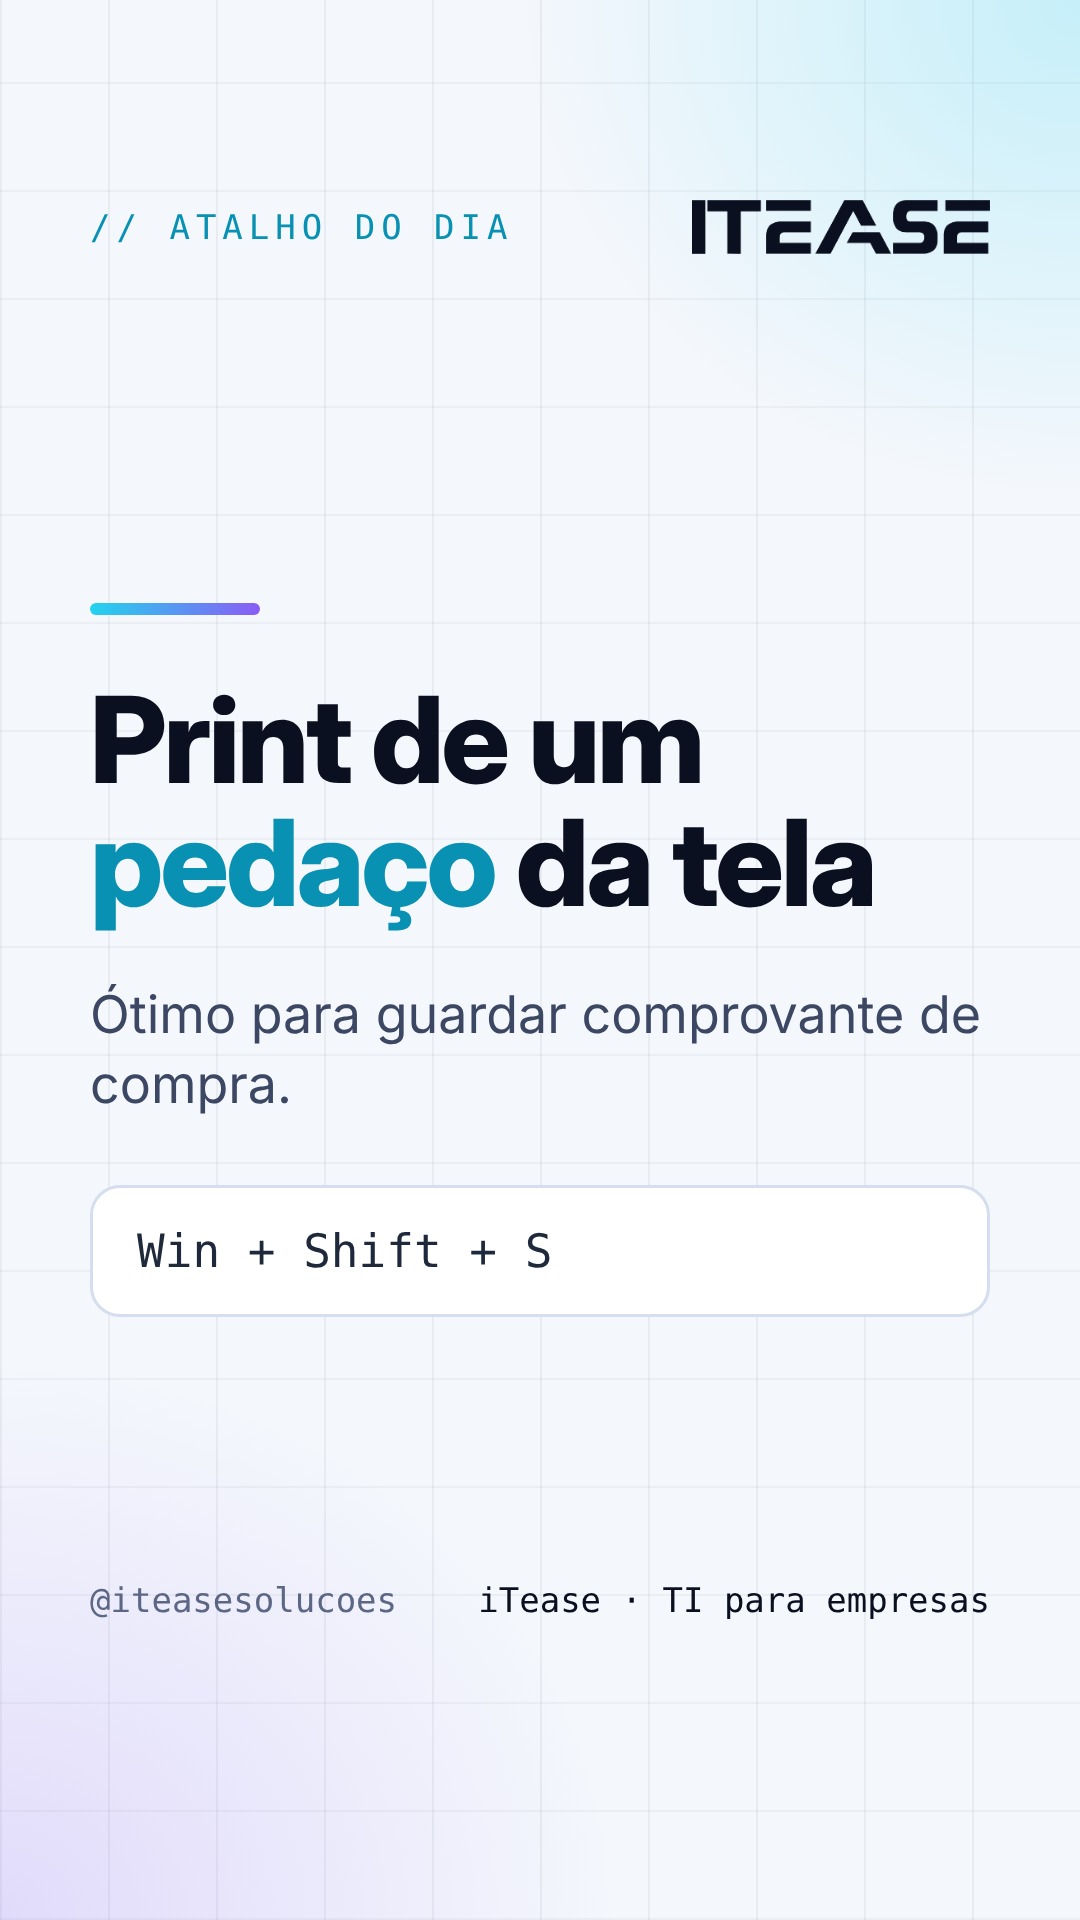 // ATALHO DO DIA
ITEASE
Print de um
pedaço da tela
Ótimo para guardar comprovante de
compra.
Win + Shift + S
@iteasesolucoes
iTease · TI para empresas